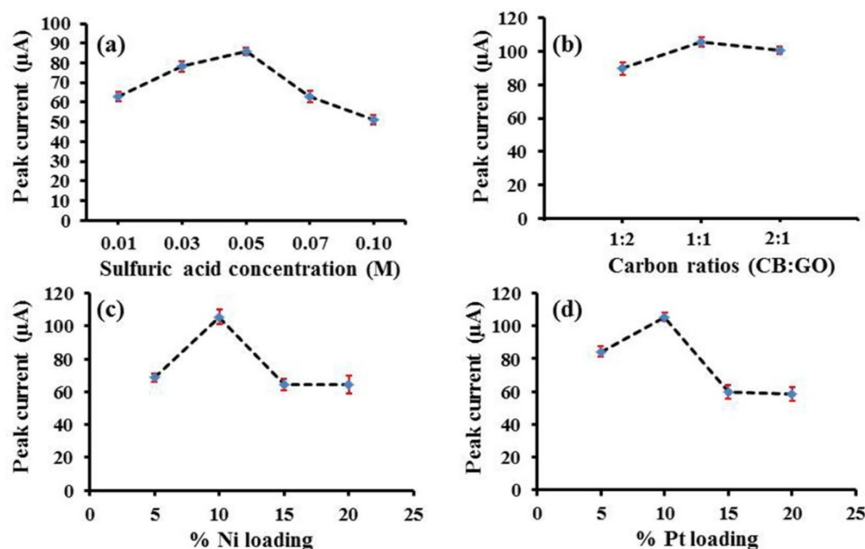 (a)
Peak current (µA)
100
90
80
70
60
50
40
30
20
10
0
0.01 0.03 0.05 0.07 0.10
Sulfuric acid concentration (M)
(b)
Peak current (µA)
120
100
80
60
40
20
0
1:2 1:1 2:1
Carbon ratios (CB:GO)
(c)
Peak current (µA)
120
100
80
60
40
20
0
0 5 10 15 20 25
% Ni loading
(d)
Peak current (µA)
120
100
80
60
40
20
0
0 5 10 15 20 25
% Pt loading